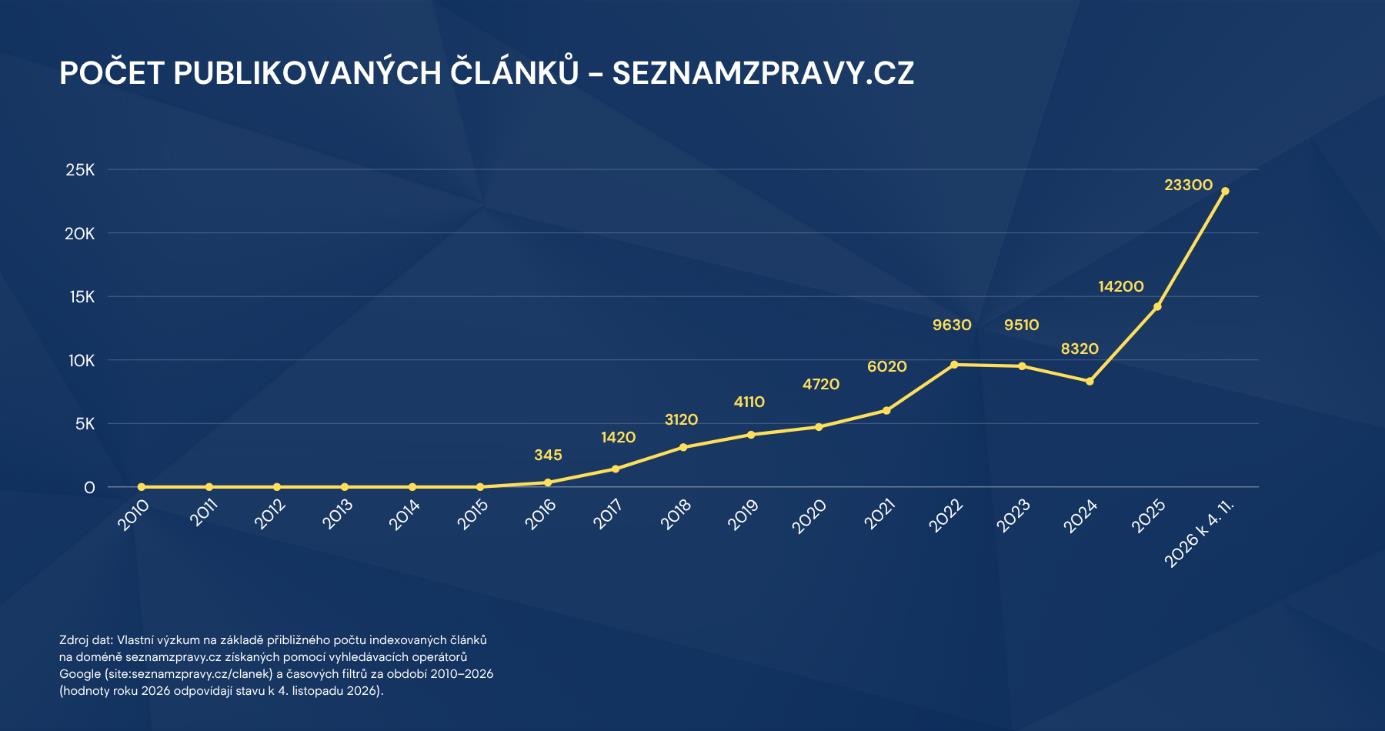 POČET PUBLIKOVANÝCH ČLÁNKŮ – SEZNAMZPRAVY.CZ
25K
20K
15K
10K
5K
0
345
1420
3120
4110
4720
6020
9630
9510
8320
14200
23300
2010
2011
2012
2013
2014
2015
2016
2017
2018
2019
2020
2021
2022
2023
2024
2025
2026 k 4. 11.
Zdroj dat: Vlastní výzkum na základě přibližného počtu indexovaných článků
na doméně seznamzpravy.cz získaných pomocí vyhledávacích operátorů
Google (site:seznamzpravy.cz/clanek) a časových filtrů za období 2010–2026
(hodnoty roku 2026 odpovídají stavu k 4. listopadu 2026).